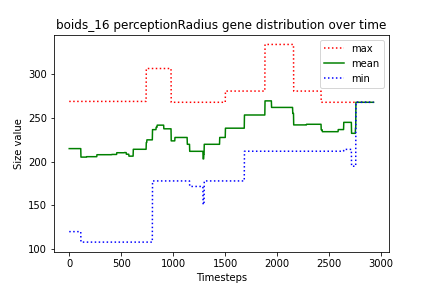 boids_16 perceptionRadius gene distribution over time
max
mean
min
Size value
300
250
200
150
100
0
500
1000
1500
2000
2500
3000
Timesteps